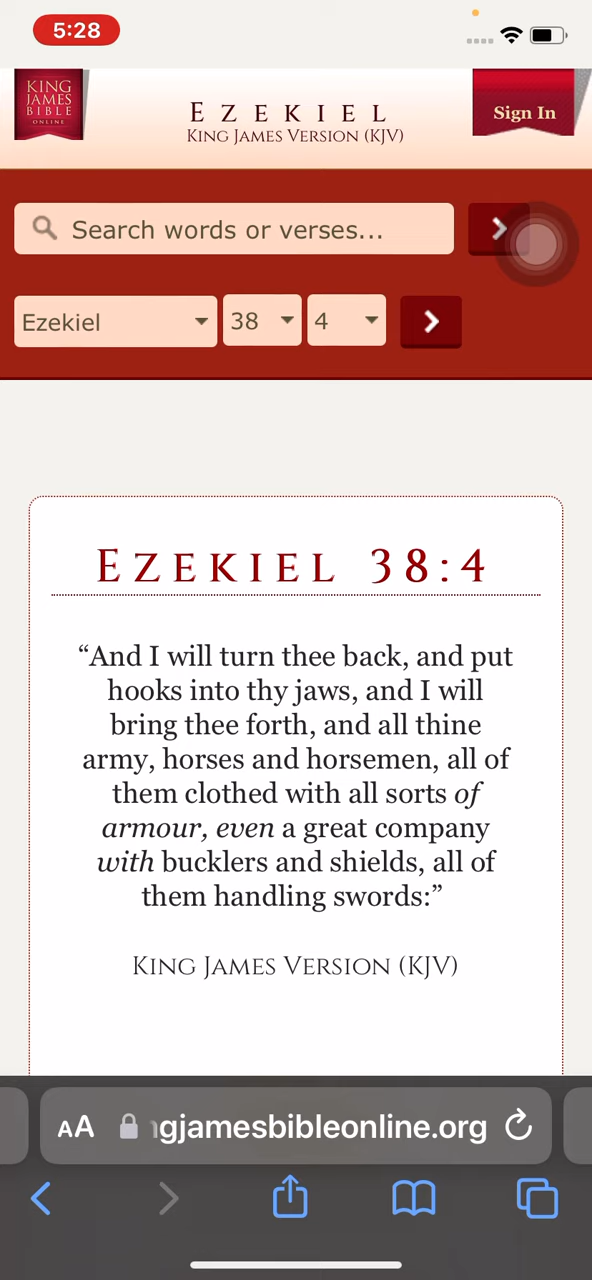 5:28
KING
JAMES
BIBLE
ONLINE
EZEKIEL
KING JAMES VERSION (KJV)
Sign In
Search words or verses...
Ezekiel 38 4
EZEKIEL 38:4
“And I will turn thee back, and put
hooks into thy jaws, and I will
bring thee forth, and all thine
army, horses and horsemen, all of
them clothed with all sorts of
armour, even a great company
with bucklers and shields, all of
them handling swords:”
KING JAMES VERSION (KJV)
AA gjamesbibleonline.org